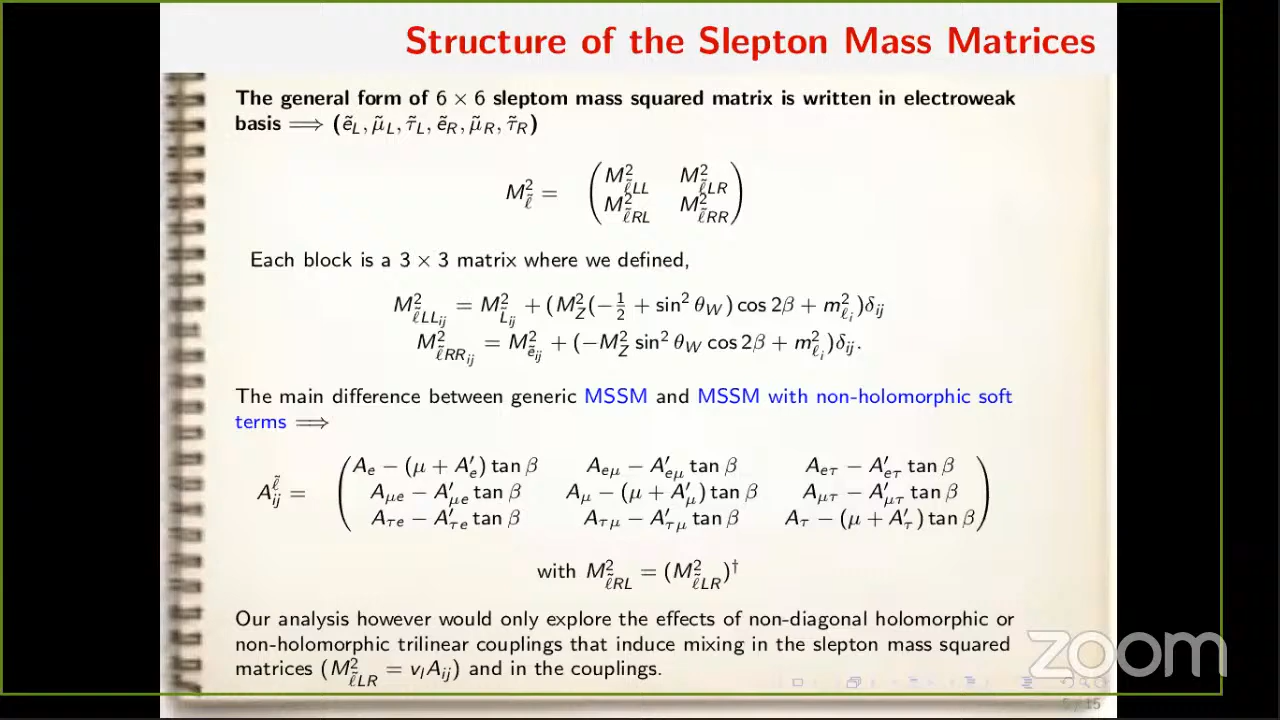 Structure of the Slepton Mass Matrices
The general form of 6 × 6 sleptom mass squared matrix is written in electroweak
basis ⟹ (ẽ_L, μ̃_L, τ̃_L, ẽ_R, μ̃_R, τ̃_R)
M²_ℓ̃ = ( M²_ℓ̃LL M²_ℓ̃LR
M²_ℓ̃RL M²_ℓ̃RR )
Each block is a 3 × 3 matrix where we defined,
M²_ℓ̃LL_ij = M²_L̃_ij + (M²_Z(−1/2 + sin² θ_W) cos 2β + m²_ℓ_i)δ_ij
M²_ℓ̃RR_ij = M²_ẽ_ij + (−M²_Z sin² θ_W cos 2β + m²_ℓ_i)δ_ij.
The main difference between generic MSSM and MSSM with non-holomorphic soft
terms ⟹
A_e − (μ + A′_e) tan β A_eμ − A′_eμ tan β A_eτ − A′_eτ tan β
A^ℓ̃_ij = ( A_μe − A′_μe tan β A_μ − (μ + A′_μ) tan β A_μτ − A′_μτ tan β )
A_τe − A′_τe tan β A_τμ − A′_τμ tan β A_τ − (μ + A′_τ) tan β
with M²_ℓ̃RL = (M²_ℓ̃LR)†
Our analysis however would only explore the effects of non-diagonal holomorphic or
non-holomorphic trilinear couplings that induce mixing in the slepton mass squared
matrices (M²_ℓ̃LR = v_l A_ij) and in the couplings.
zoom
5 / 15